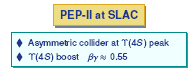 PEP-II at SLAC
♦ Asymmetric collider at ϒ(4S) peak
♦ ϒ(4S) boost βγ ≈ 0.55